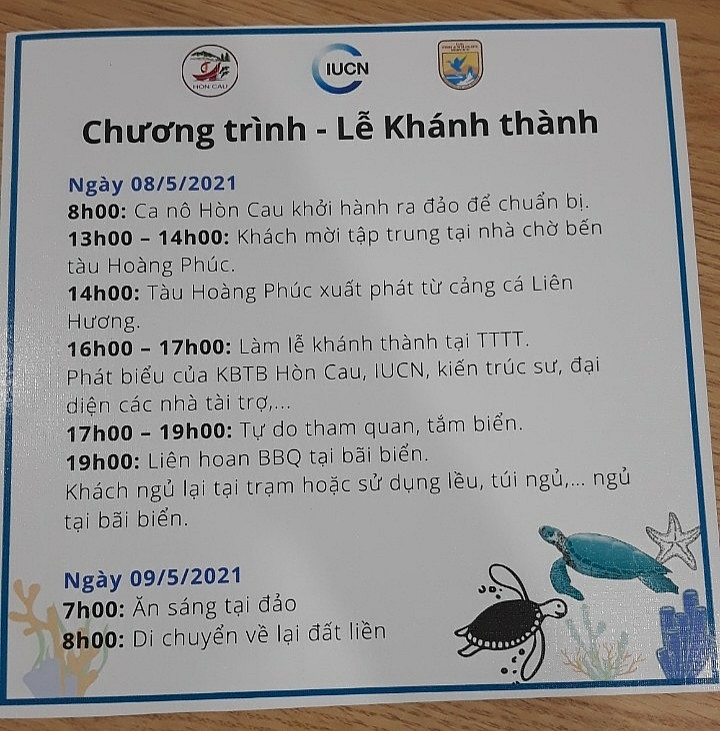 HÒN CAU
IUCN
Chương trình - Lễ Khánh thành
Ngày 08/5/2021
8h00: Ca nô Hòn Cau khởi hành ra đảo để chuẩn bị.
13h00 – 14h00: Khách mời tập trung tại nhà chờ bến
tàu Hoàng Phúc.
14h00: Tàu Hoàng Phúc xuất phát từ cảng cá Liên
Hương.
16h00 – 17h00: Làm lễ khánh thành tại TTTT.
Phát biểu của KBTB Hòn Cau, IUCN, kiến trúc sư, đại
diện các nhà tài trợ,...
17h00 – 19h00: Tự do tham quan, tắm biển.
19h00: Liên hoan BBQ tại bãi biển.
Khách ngủ lại tại trạm hoặc sử dụng lều, túi ngủ,... ngủ
tại bãi biển.
Ngày 09/5/2021
7h00: Ăn sáng tại đảo
8h00: Di chuyển về lại đất liền